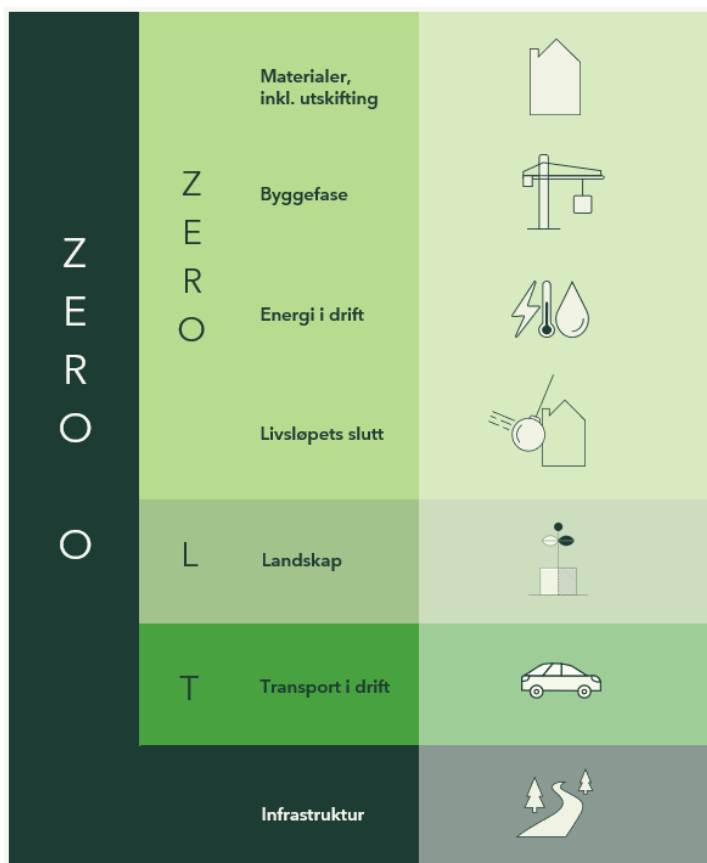 ZERO O
ZERO
Materialer,
inkl. utskifting
Byggefase
Energi i drift
Livsløpets slutt
L
Landskap
T
Transport i drift
Infrastruktur